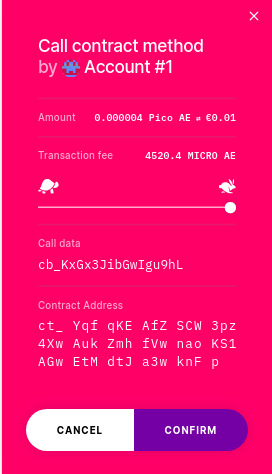 Call contract method
by Account #1
Amount 0.000004 Pico AE ⇌ €0.01
Transaction fee 4520.4 MICRO AE
Call data
cb_KxGx3JibGwIgu9hL
Contract Address
ct_ Yqf qKE AfZ SCW 3pz
4Xw Auk Zmh fVw nao KS1
AGw EtM dtJ a3w knF p
CANCEL CONFIRM